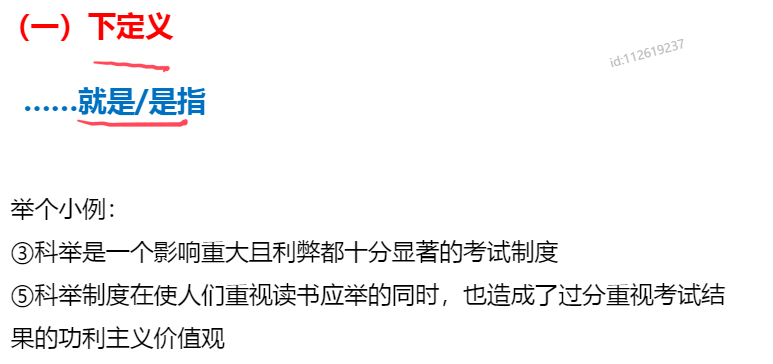 （一）下定义
id:112619237
……就是/是指
举个小例：
③科举是一个影响重大且利弊都十分显著的考试制度
⑤科举制度在使人们重视读书应举的同时，也造成了过分重视考试结
果的功利主义价值观